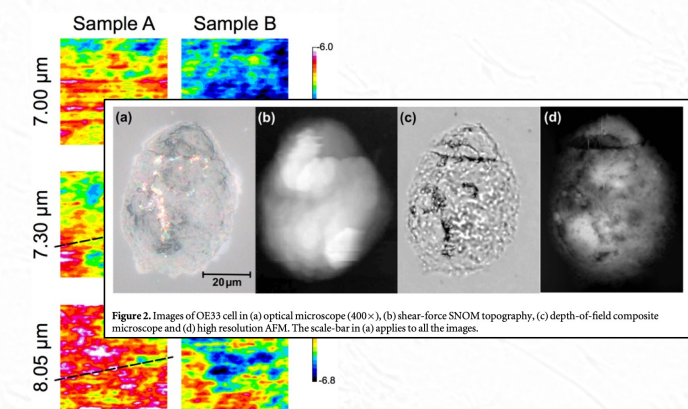 Sample A Sample B
-6.0
7.00 µm
(a) (b) (c) (d)
7.30 µm
20 µm
Figure 2. Images of OE33 cell in (a) optical microscope (400×), (b) shear-force SNOM topography, (c) depth-of-field composite
microscope and (d) high resolution AFM. The scale-bar in (a) applies to all the images.
8.05 µm
-6.8